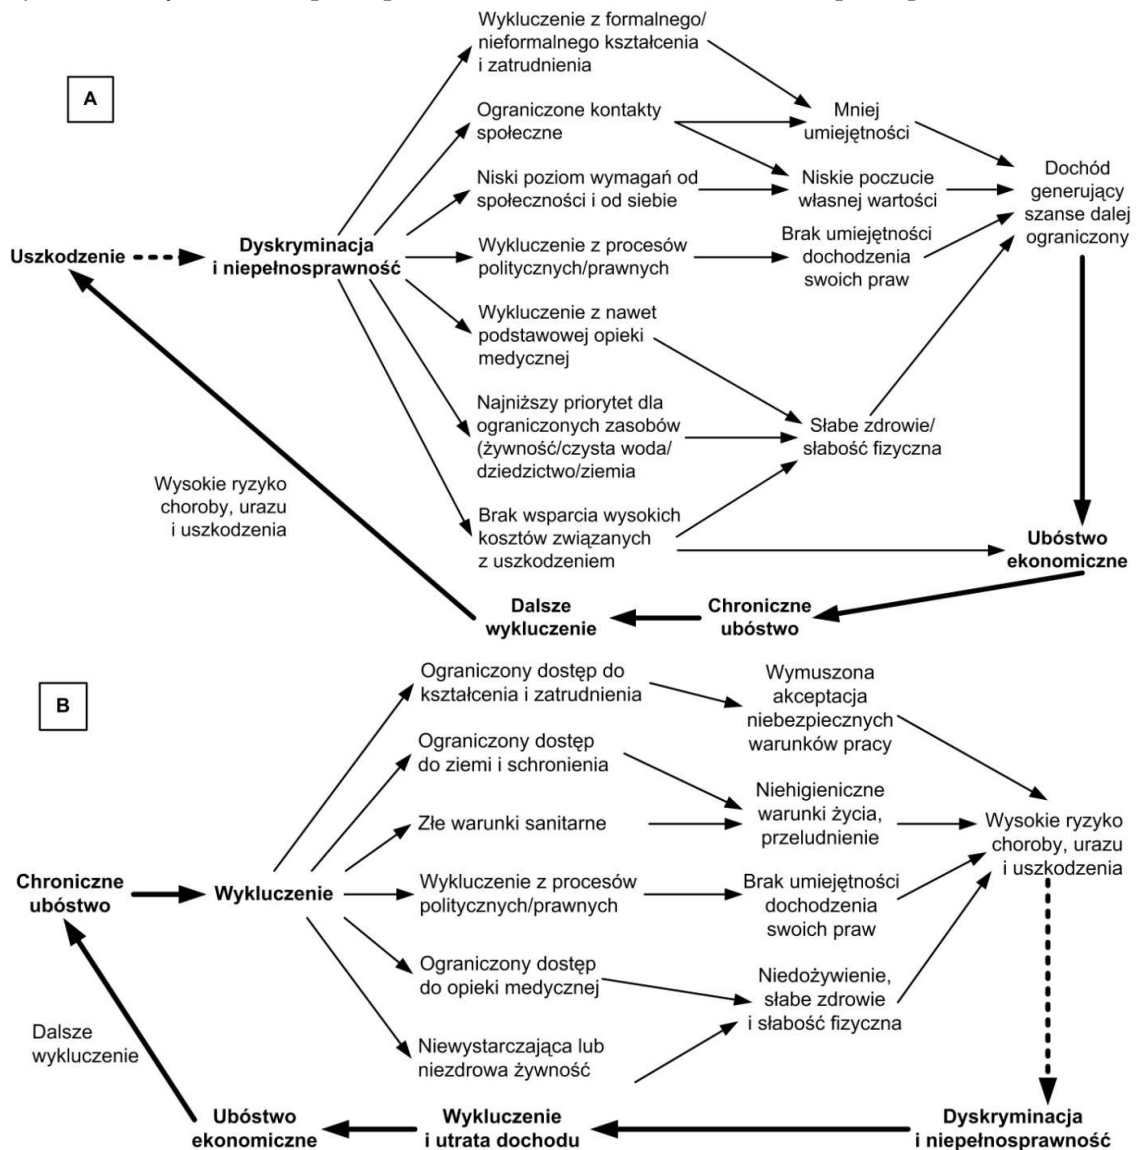 A
Wykluczenie z formalnego/
nieformalnego kształcenia
i zatrudnienia
Ograniczone kontakty
społeczne
Mniej
umiejętności
Niski poziom wymagań od
społeczności i od siebie
Niskie poczucie
własnej wartości
Dochód
generujący
szanse dalej
ograniczony
Uszkodzenie
Dyskryminacja
i niepełnosprawność
Wykluczenie z procesów
politycznych/prawnych
Brak umiejętności
dochodzenia
swoich praw
Wykluczenie z nawet
podstawowej opieki
medycznej
Najniższy priorytet dla
ograniczonych zasobów
(żywność/czysta woda/
dziedzictwo/ziemia
Słabe zdrowie/
słabość fizyczna
Wysokie ryzyko
choroby, urazu
i uszkodzenia
Brak wsparcia wysokich
kosztów związanych
z uszkodzeniem
Ubóstwo
ekonomiczne
Dalsze
wykluczenie
Chroniczne
ubóstwo
B
Ograniczony dostęp do
kształcenia i zatrudnienia
Wymuszona
akceptacja
niebezpiecznych
warunków pracy
Ograniczony dostęp
do ziemi i schronienia
Niehigieniczne
warunki życia,
przeludnienie
Złe warunki sanitarne
Wysokie ryzyko
choroby, urazu
i uszkodzenia
Chroniczne
ubóstwo
Wykluczenie
Wykluczenie z procesów
politycznych/prawnych
Brak umiejętności
dochodzenia
swoich praw
Ograniczony dostęp
do opieki medycznej
Niedożywienie,
słabe zdrowie
i słabość fizyczna
Dalsze
wykluczenie
Niewystarczająca lub
niezdrowa żywność
Ubóstwo
ekonomiczne
Wykluczenie
i utrata dochodu
Dyskryminacja
i niepełnosprawność